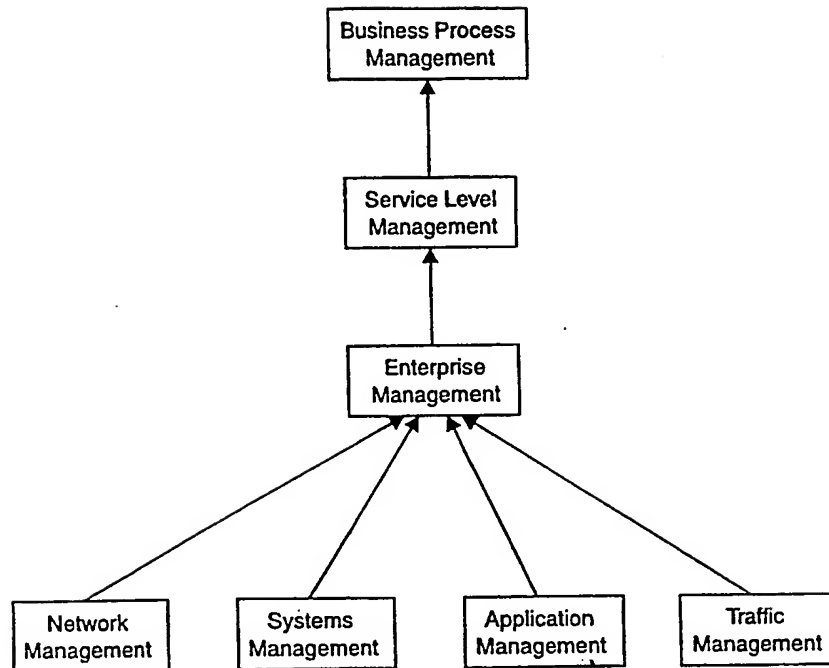 Business Process
Management
Service Level
Management
Enterprise
Management
Network
Management
Systems
Management
Application
Management
Traffic
Management